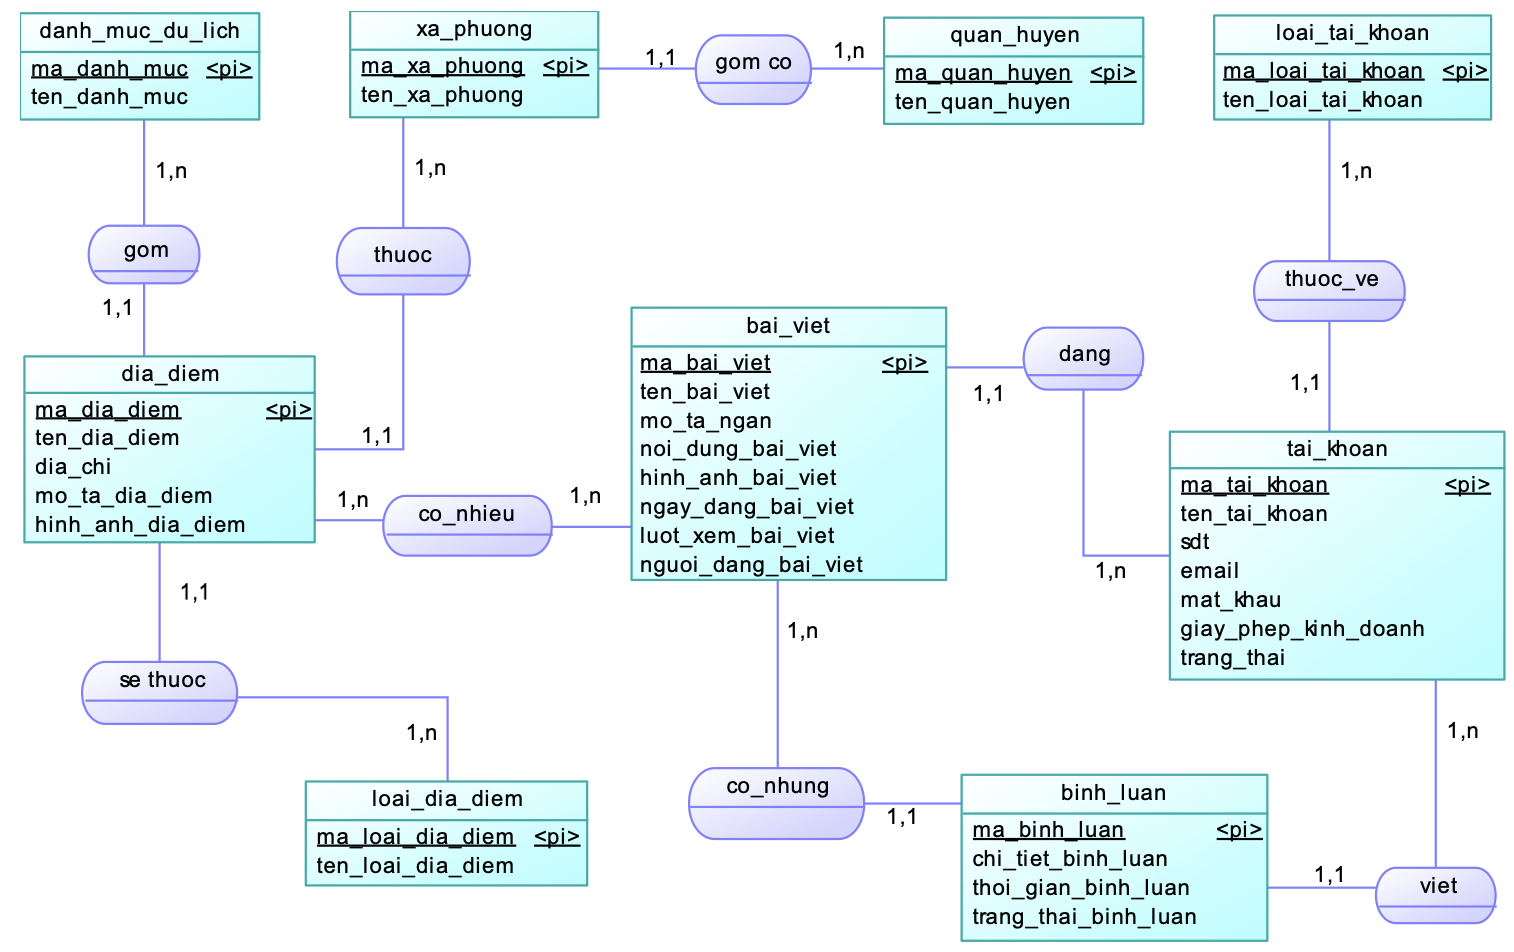 danh_muc_du_lich
ma_danh_muc <pi>
ten_danh_muc
xa_phuong
ma_xa_phuong <pi>
ten_xa_phuong
1,1
gom co
1,n
quan_huyen
ma_quan_huyen <pi>
ten_quan_huyen
loai_tai_khoan
ma_loai_tai_khoan <pi>
ten_loai_tai_khoan
1,n
gom
1,1
1,n
thuoc
1,1
1,n
thuoc_ve
1,1
dia_diem
ma_dia_diem <pi>
ten_dia_diem
dia_chi
mo_ta_dia_diem
hinh_anh_dia_diem
1,n
co_nhieu
1,n
bai_viet
ma_bai_viet <pi>
ten_bai_viet
mo_ta_ngan
noi_dung_bai_viet
hinh_anh_bai_viet
ngay_dang_bai_viet
luot_xem_bai_viet
nguoi_dang_bai_viet
1,1
dang
1,n
tai_khoan
ma_tai_khoan <pi>
ten_tai_khoan
sdt
email
mat_khau
giay_phep_kinh_doanh
trang_thai
1,1
se thuoc
1,n
loai_dia_diem
ma_loai_dia_diem <pi>
ten_loai_dia_diem
1,n
co_nhung
1,1
binh_luan
ma_binh_luan <pi>
chi_tiet_binh_luan
thoi_gian_binh_luan
trang_thai_binh_luan
1,n
1,1
viet